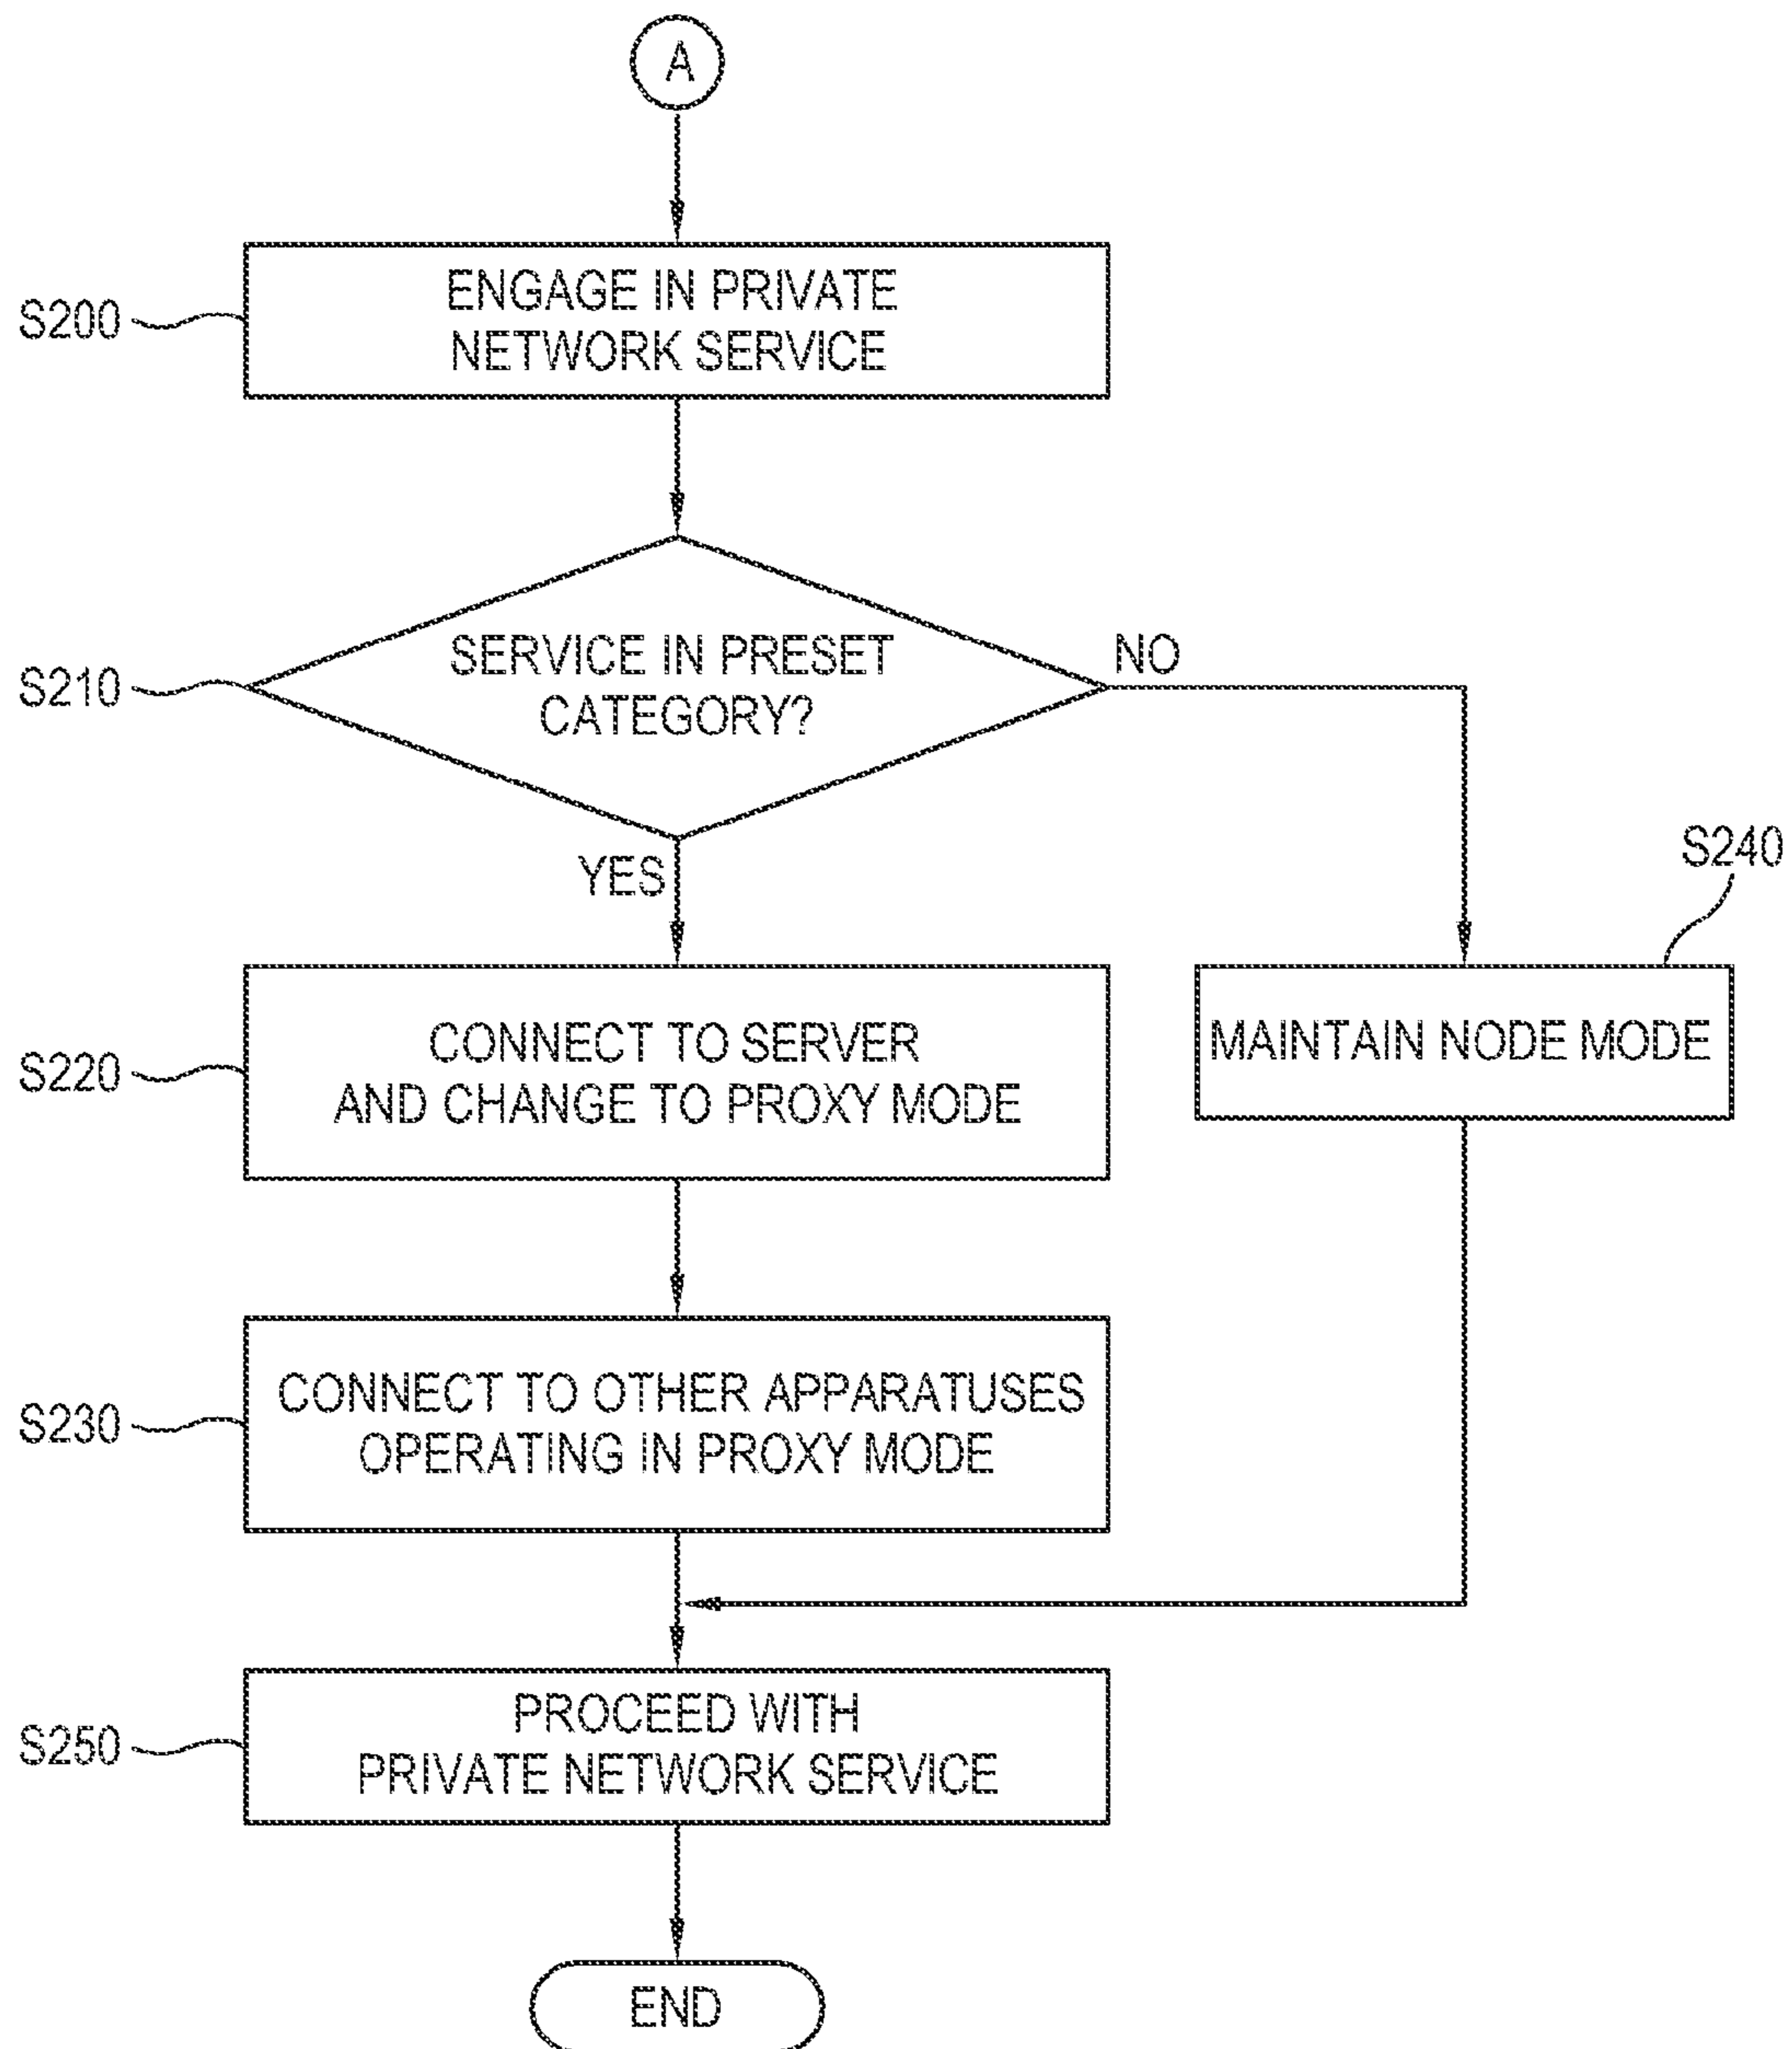 A
S200
ENGAGE IN PRIVATE
NETWORK SERVICE
S210
SERVICE IN PRESET
CATEGORY?
NO
YES
S240
S220
CONNECT TO SERVER
AND CHANGE TO PROXY MODE
MAINTAIN NODE MODE
S230
CONNECT TO OTHER APPARATUSES
OPERATING IN PROXY MODE
S250
PROCEED WITH
PRIVATE NETWORK SERVICE
END